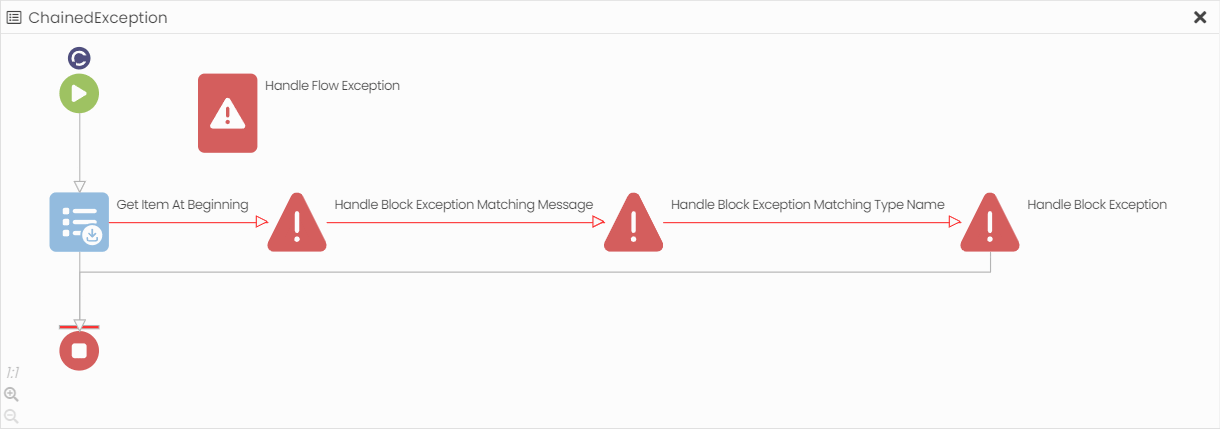 ChainedException
Handle Flow Exception
Get Item At Beginning
Handle Block Exception Matching Message
Handle Block Exception Matching Type Name
Handle Block Exception
1:1